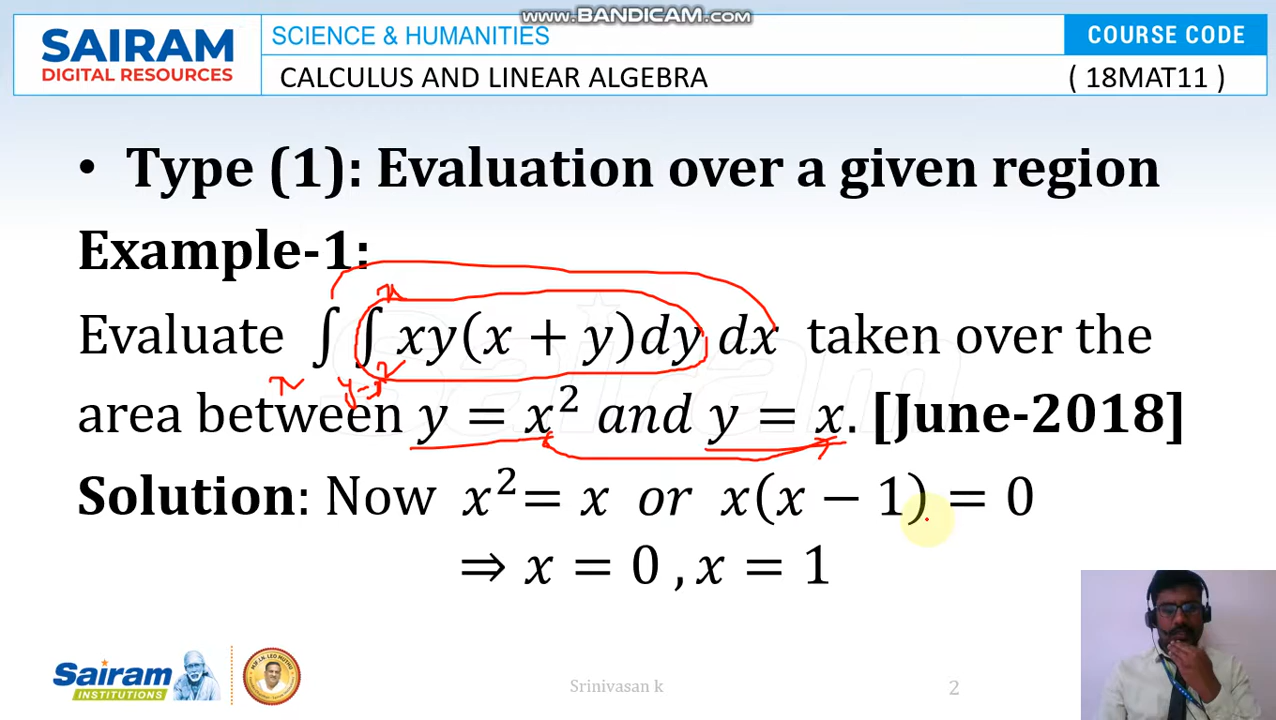 www.BANDICAM.com
SAIRAM
DIGITAL RESOURCES
SCIENCE & HUMANITIES
COURSE CODE
CALCULUS AND LINEAR ALGEBRA
( 18MAT11 )
• Type (1): Evaluation over a given region
Example-1:
x
Evaluate ∫ ∫ xy(x + y)dy dx taken over the
x y=x²
area between y = x² and y = x. [June-2018]
Solution: Now x² = x or x(x − 1) = 0
⇒ x = 0 , x = 1
Sairam
INSTITUTIONS
Srinivasan k
2